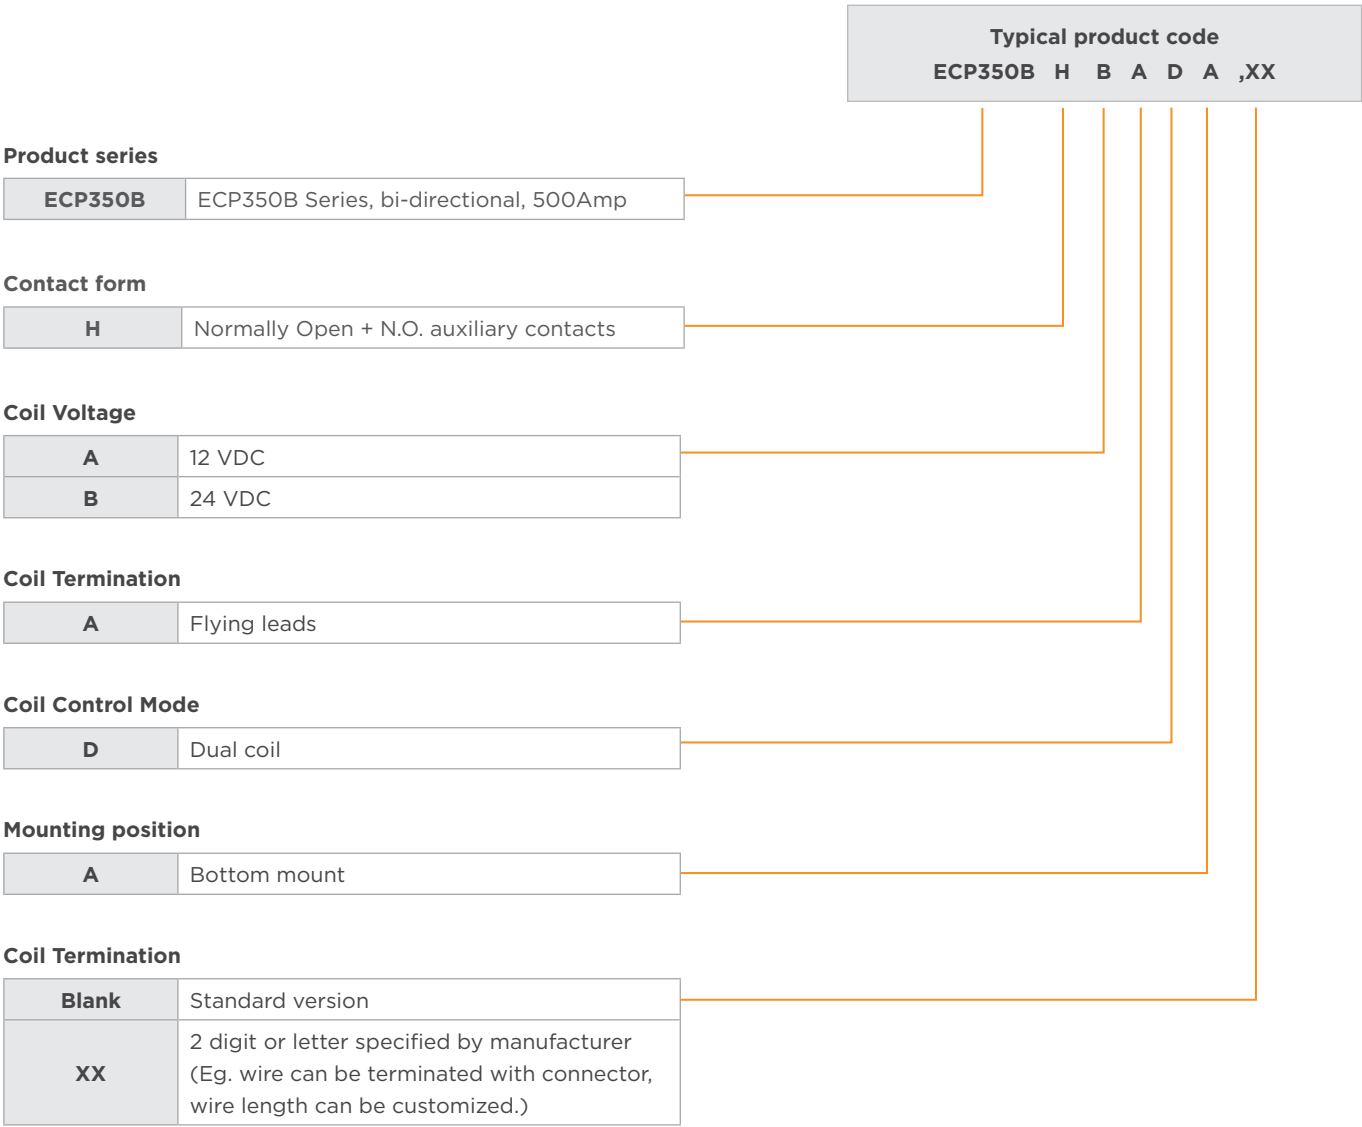 Typical product code
ECP350B H B A D A ,XX
Product series
ECP350B ECP350B Series, bi-directional, 500Amp
Contact form
H Normally Open + N.O. auxiliary contacts
Coil Voltage
A 12 VDC
B 24 VDC
Coil Termination
A Flying leads
Coil Control Mode
D Dual coil
Mounting position
A Bottom mount
Coil Termination
Blank Standard version
XX 2 digit or letter specified by manufacturer
(Eg. wire can be terminated with connector,
wire length can be customized.)